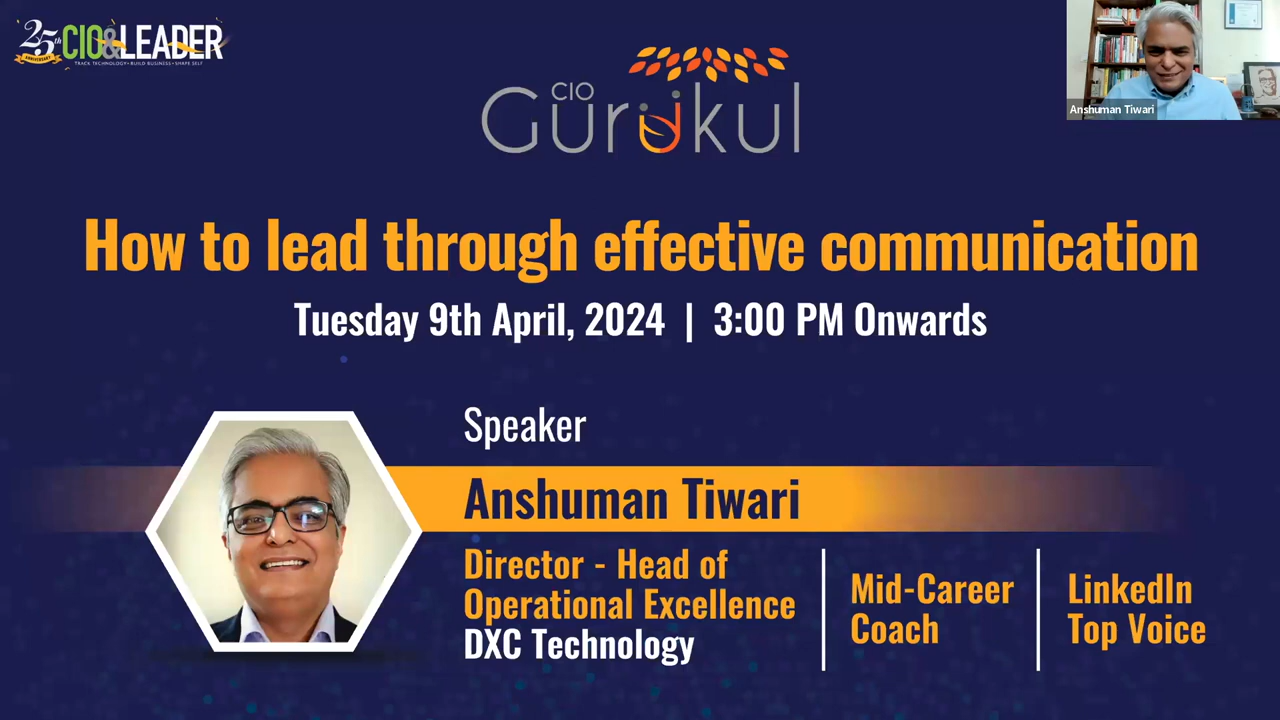 25th ANNIVERSARY CIO&LEADER
TRACK TECHNOLOGY • BUILD BUSINESS • SHAPE SELF
CIO
Gurukul
Anshuman Tiwari
How to lead through effective communication
Tuesday 9th April, 2024 | 3:00 PM Onwards
Speaker
Anshuman Tiwari
Director - Head of
Operational Excellence
DXC Technology
Mid-Career
Coach
LinkedIn
Top Voice